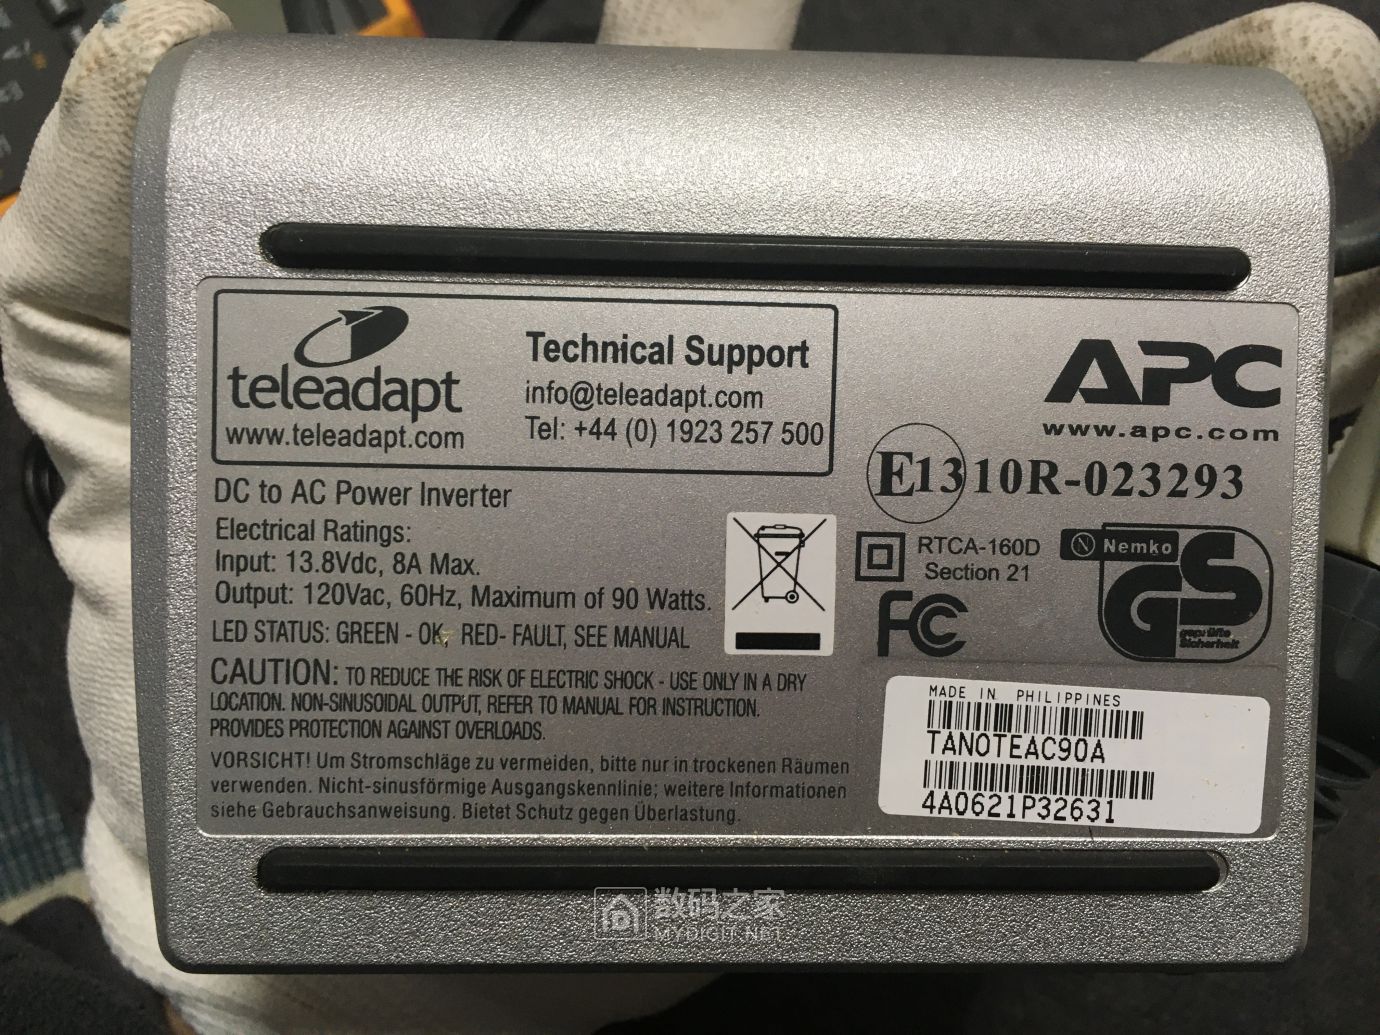 teleadapt
www.teleadapt.com
Technical Support
info@teleadapt.com
Tel: +44 (0) 1923 257 500
APC
www.apc.com
E13 10R-023293
DC to AC Power Inverter
Electrical Ratings:
Input: 13.8Vdc, 8A Max.
Output: 120Vac, 60Hz, Maximum of 90 Watts.
LED STATUS: GREEN - OK, RED- FAULT, SEE MANUAL
CAUTION: TO REDUCE THE RISK OF ELECTRIC SHOCK - USE ONLY IN A DRY
LOCATION. NON-SINUSOIDAL OUTPUT, REFER TO MANUAL FOR INSTRUCTION.
PROVIDES PROTECTION AGAINST OVERLOADS.
VORSICHT! Um Stromschläge zu vermeiden, bitte nur in trockenen Räumen
verwenden. Nicht-sinusförmige Ausgangskennlinie; weitere Informationen
siehe Gebrauchsanweisung. Bietet Schutz gegen Überlastung.
RTCA-160D
Section 21
FC
N Nemko
GS
geprüfte
Sicherheit
MADE IN PHILIPPINES
TANOTEAC90A
4A0621P32631
数码之家
MYDIGIT.NET